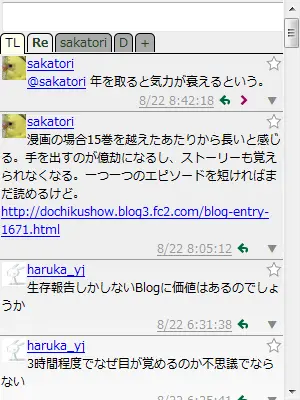 TL Re sakatori D +
sakatori
@sakatori 年を取ると気力が衰えるという。
8/22 8:42:18
sakatori
漫画の場合15巻を越えたあたりから長いと感じ
る。手を出すのが億劫になるし、ストーリーも覚え
られなくなる。一つ一つのエピソードを短ければま
だ読めるけど。
http://dochikushow.blog3.fc2.com/blog-entry-
1671.html
8/22 8:05:12
haruka_yj
生存報告しかしないBlogに価値はあるのでしょ
うか
8/22 6:31:38
haruka_yj
3時間程度でなぜ目が覚めるのか不思議でなら
ない
8/22 6:25:41